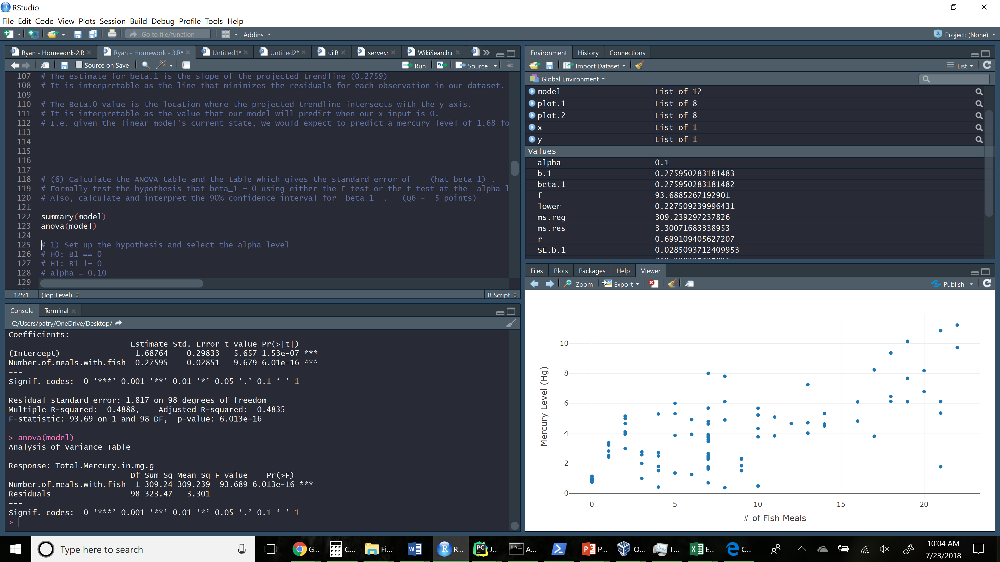 RStudio
File Edit Code View Plots Session Build Debug Profile Tools Help
Go to file/function
Addins
Project: (None)
Ryan - Homework-2.R
Ryan - Homework - 3.R*
Untitled1*
Untitled2*
ui.R
server.r
WikiSearch.r
Source on Save
Run
Source
107 # The estimate for beta.1 is the slope of the projected trendline (0.2759)
108 # It is interpretable as the line that minimizes the residuals for each observation in our dataset.
109
110 # The Beta.0 value is the location where the projected trendline intersects with the y axis.
111 # It is interpretable as the value that our model will predict when our x input is 0.
112 # I.e. given the linear model's current state, we would expect to predict a mercury level of 1.68 fo
113
114
115
116
117
118 # (6) Calculate the ANOVA table and the table which gives the standard error of    (hat beta 1) .
119 # Formally test the hypothesis that beta_1 = 0 using either the F-test or the t-test at the  alpha l
120 # Also, calculate and interpret the 90% confidence interval for  beta_1  .   (Q6 -  5 points)
121
122 summary(model)
123 anova(model)
124
125 # 1) Set up the hypothesis and select the alpha level
126 # H0: B1 == 0
127 # H1: B1 != 0
128 # alpha = 0.10
129
125:1 (Top Level) R Script
Console Terminal
C:/Users/patry/OneDrive/Desktop/
Coefficients:
Estimate Std. Error t value Pr(>|t|)
(Intercept) 1.68764 0.29833 5.657 1.53e-07 ***
Number.of.meals.with.fish 0.27595 0.02851 9.679 6.01e-16 ***
---
Signif. codes:  0 ‘***’ 0.001 ‘**’ 0.01 ‘*’ 0.05 ‘.’ 0.1 ‘ ’ 1
Residual standard error: 1.817 on 98 degrees of freedom
Multiple R-squared:  0.4888,    Adjusted R-squared:  0.4835
F-statistic: 93.69 on 1 and 98 DF,  p-value: 6.013e-16
> anova(model)
Analysis of Variance Table
Response: Total.Mercury.in.mg.g
Df Sum Sq Mean Sq F value    Pr(>F)
Number.of.meals.with.fish 1 309.24 309.239 93.689 6.013e-16 ***
Residuals 98 323.47 3.301
---
Signif. codes:  0 ‘***’ 0.001 ‘**’ 0.01 ‘*’ 0.05 ‘.’ 0.1 ‘ ’ 1
>
Environment History Connections
Import Dataset
List
Global Environment
model List of 12
plot.1 List of 8
plot.2 List of 8
x List of 1
y List of 1
Values
alpha 0.1
b.1 0.275950283181483
beta.1 0.275950283181482
f 93.6885267192901
lower 0.227509239996431
ms.reg 309.239297237826
ms.res 3.30071683338953
r 0.699109405627207
SE.b.1 0.0285093712409953
Files Plots Packages Help Viewer
Zoom Export Publish
10
8
6
4
2
0
Mercury Level (Hg)
0 5 10 15 20
# of Fish Meals
Type here to search
G...
C...
Fi...
R...
PC J...
A...
P...
O...
T...
E...
C...
10:04 AM
7/23/2018